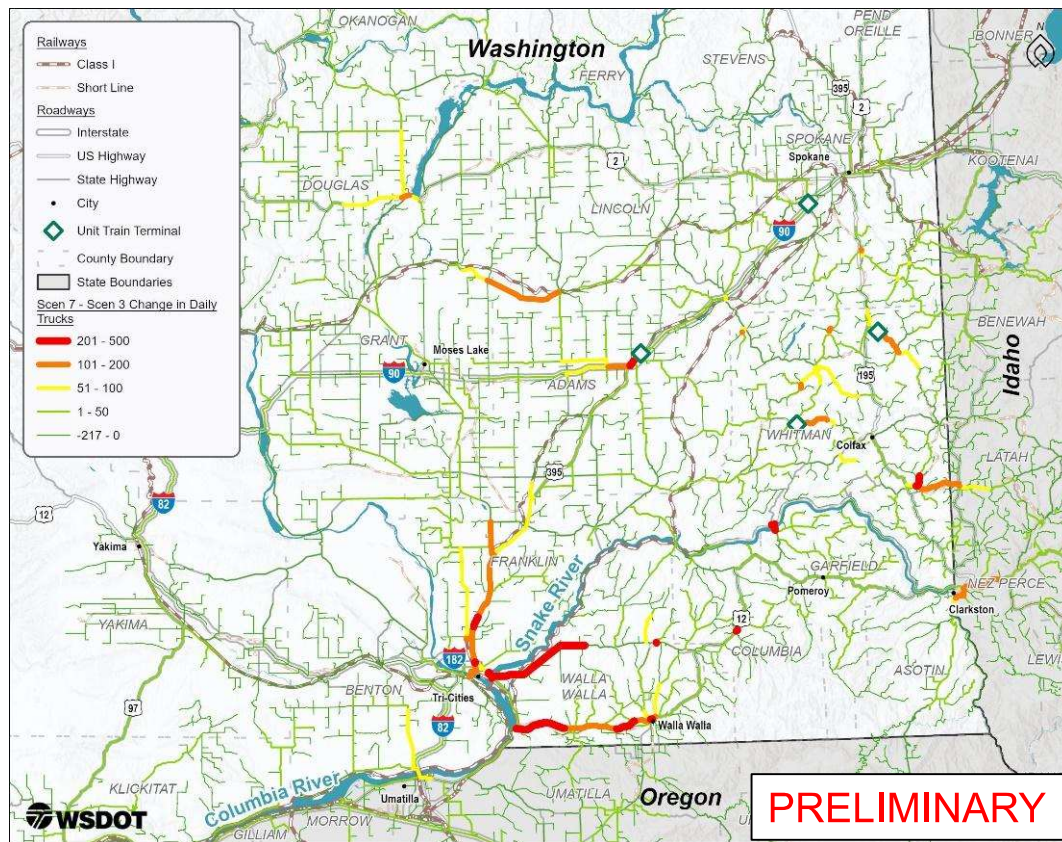 Railways
Class I
Short Line
Roadways
Interstate
US Highway
State Highway
City
Unit Train Terminal
County Boundary
State Boundaries
Scen 7 - Scen 3 Change in Daily
Trucks
201 - 500
101 - 200
51 - 100
1 - 50
-217 - 0
OKANOGAN
Washington
FERRY
STEVENS
PEND
OREILLE
BONNER
N
395
2
SPOKANE
Spokane
KOOTENAI
2
DOUGLAS
LINCOLN
90
BENEWAH
GRANT
Moses Lake
90
ADAMS
195
Idaho
WHITMAN
Colfax
LATAH
395
82
12
Yakima
FRANKLIN
Snake River
GARFIELD
Pomeroy
NEZ PERCE
Clarkston
YAKIMA
12
COLUMBIA
182
WALLA
WALLA
ASOTIN
LEWI
BENTON
Tri-Cities
97
82
Walla Walla
KLICKITAT
Columbia River
Umatilla
UMATILLA
Oregon
WSDOT
MORROW
GILLIAM
PRELIMINARY